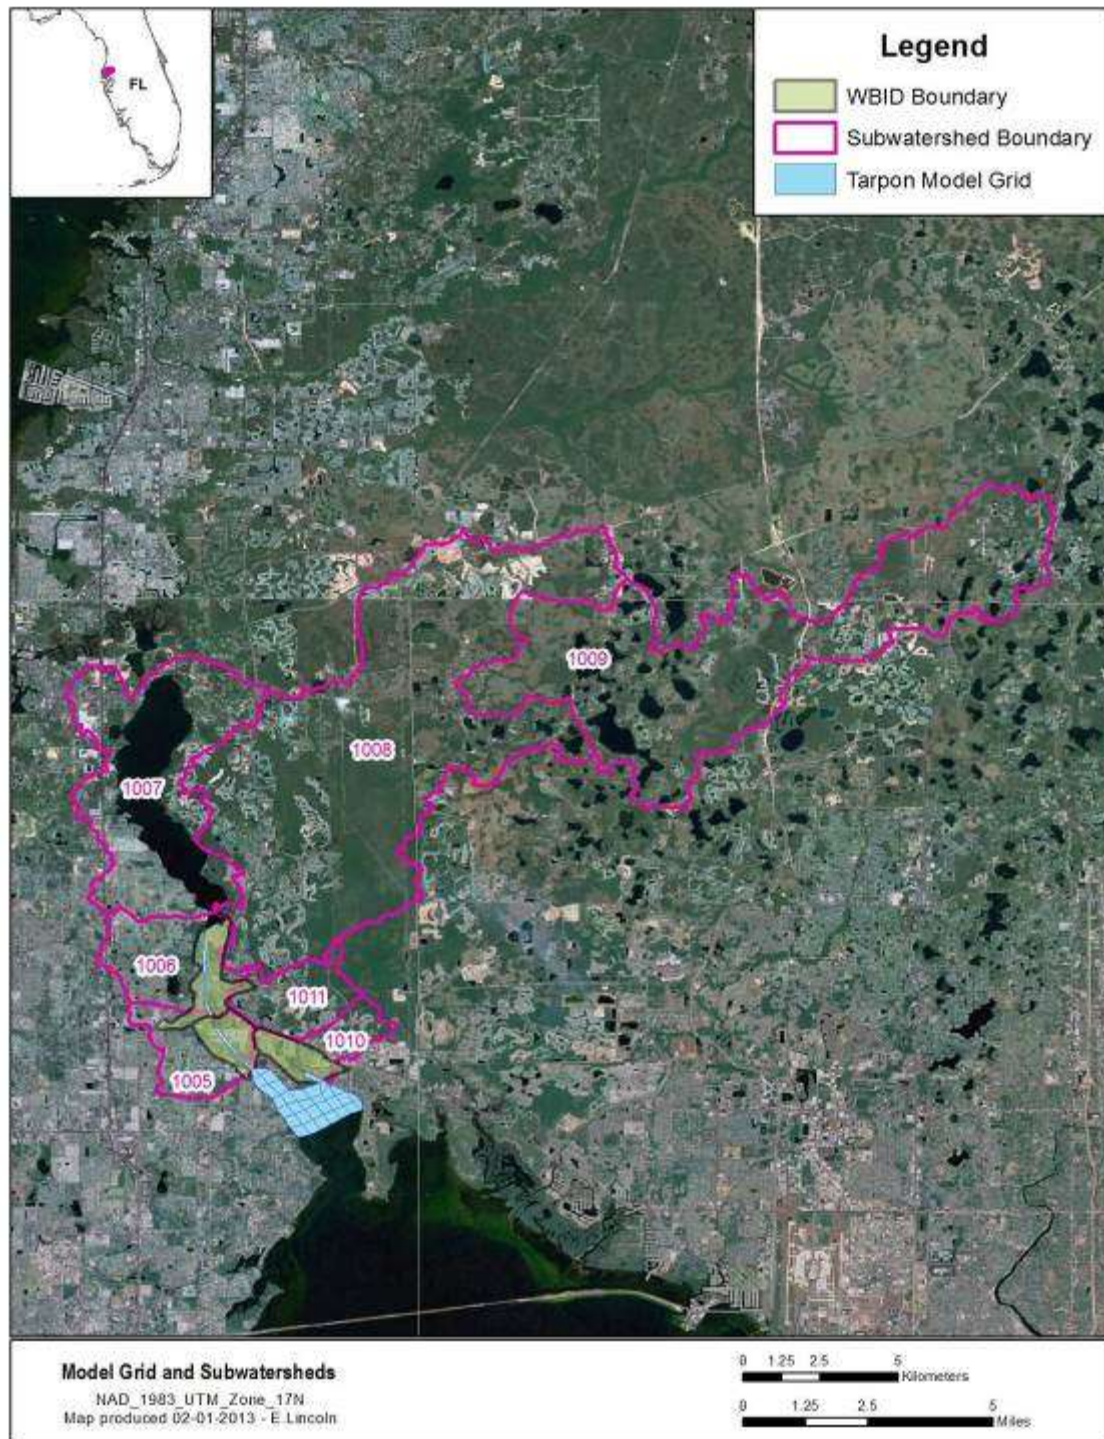 FL
Legend
WBID Boundary
Subwatershed Boundary
Tarpon Model Grid
1009
1008
1007
1006
1011
1010
1005
Model Grid and Subwatersheds
NAD_1983_UTM_Zone_17N
Map produced 02-01-2013 - E.Lincoln
0 1.25 2.5 5
Kilometers
0 1.25 2.5 5
Miles